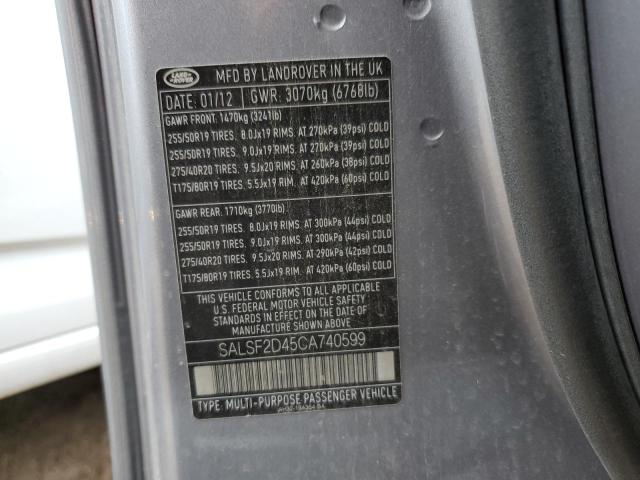 LAND ROVER
MFD BY LANDROVER IN THE UK
DATE: 01/12 GWR: 3070kg (6768lb)
GAWR FRONT: 1470kg (3241lb)
255/50R19 TIRES. 8.0Jx19 RIMS. AT 270kPa (39psi) COLD
255/50R19 TIRES. 9.0Jx19 RIMS. AT 270kPa (39psi) COLD
275/40R20 TIRES. 9.5Jx20 RIMS. AT 260kPa (38psi) COLD
T175/80R19 TIRES. 5.5Jx19 RIM. AT 420kPa (60psi) COLD
GAWR REAR: 1710kg (3770lb)
255/50R19 TIRES. 8.0Jx19 RIMS. AT 300kPa (44psi) COLD
255/50R19 TIRES. 9.0Jx19 RIMS. AT 300kPa (44psi) COLD
275/40R20 TIRES. 9.5Jx20 RIMS. AT 290kPa (42psi) COLD
T175/80R19 TIRES. 5.5Jx19 RIM. AT 420kPa (60psi) COLD
THIS VEHICLE CONFORMS TO ALL APPLICABLE
U.S. FEDERAL MOTOR VEHICLE SAFETY
STANDARDS IN EFFECT ON THE DATE OF
MANUFACTURE SHOWN ABOVE.
SALSF2D45CA740599
TYPE: MULTI-PURPOSE PASSENGER VEHICLE